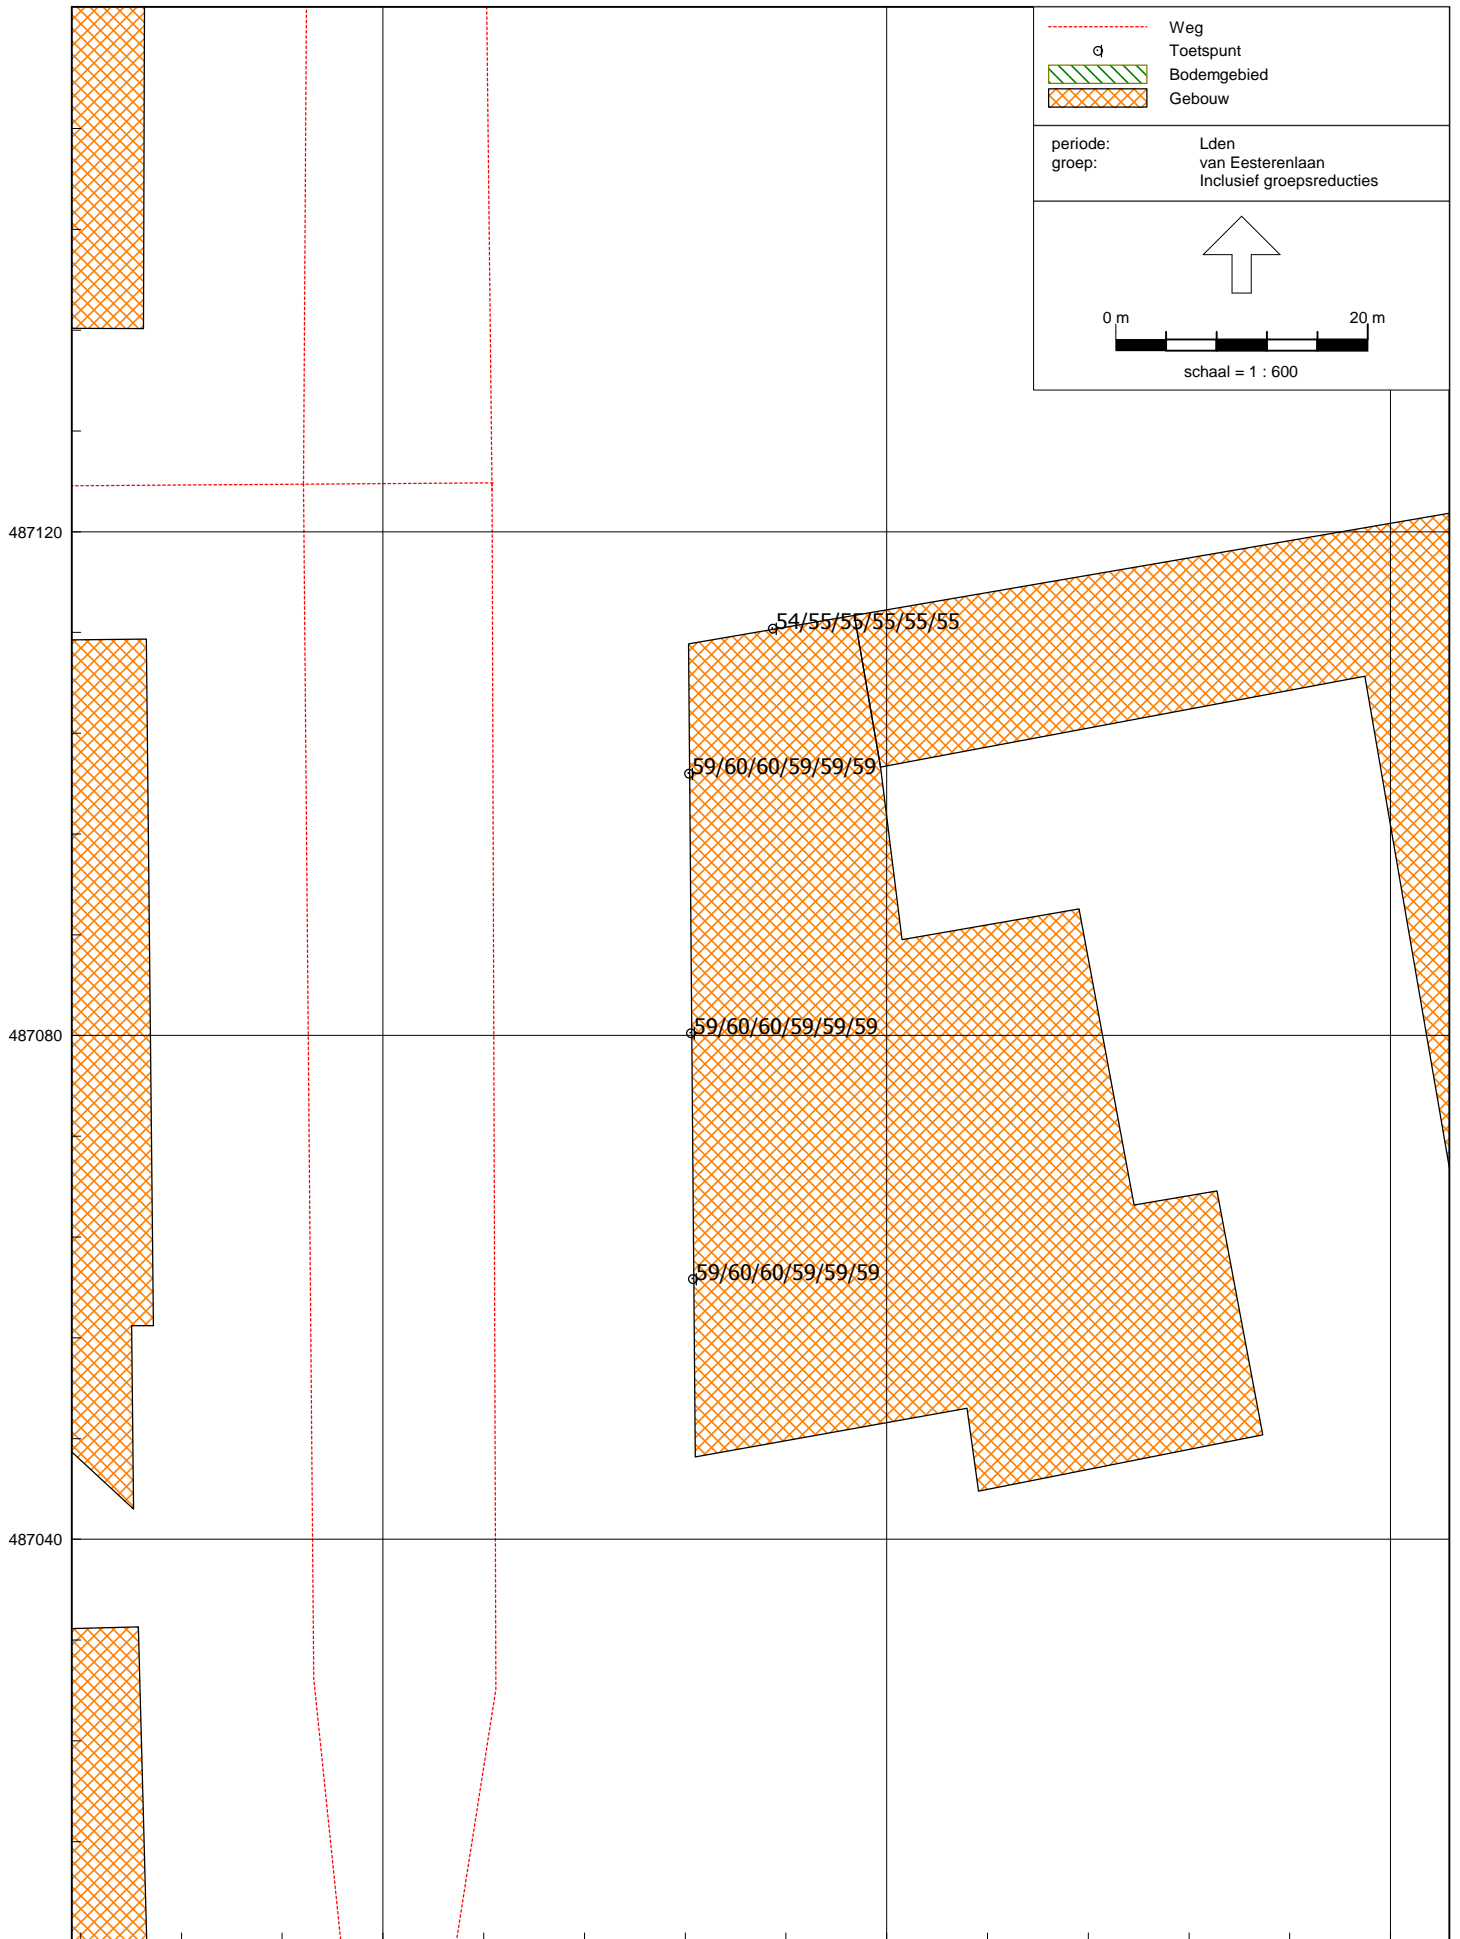 Weg
Toetspunt
Bodemgebied
Gebouw
periode: Lden
groep: van Eesterenlaan
Inclusief groepsreducties
0 m 20 m
schaal = 1 : 600
487120
54/55/55/55/55/55
59/60/60/59/59/59
487080
59/60/60/59/59/59
59/60/60/59/59/59
487040